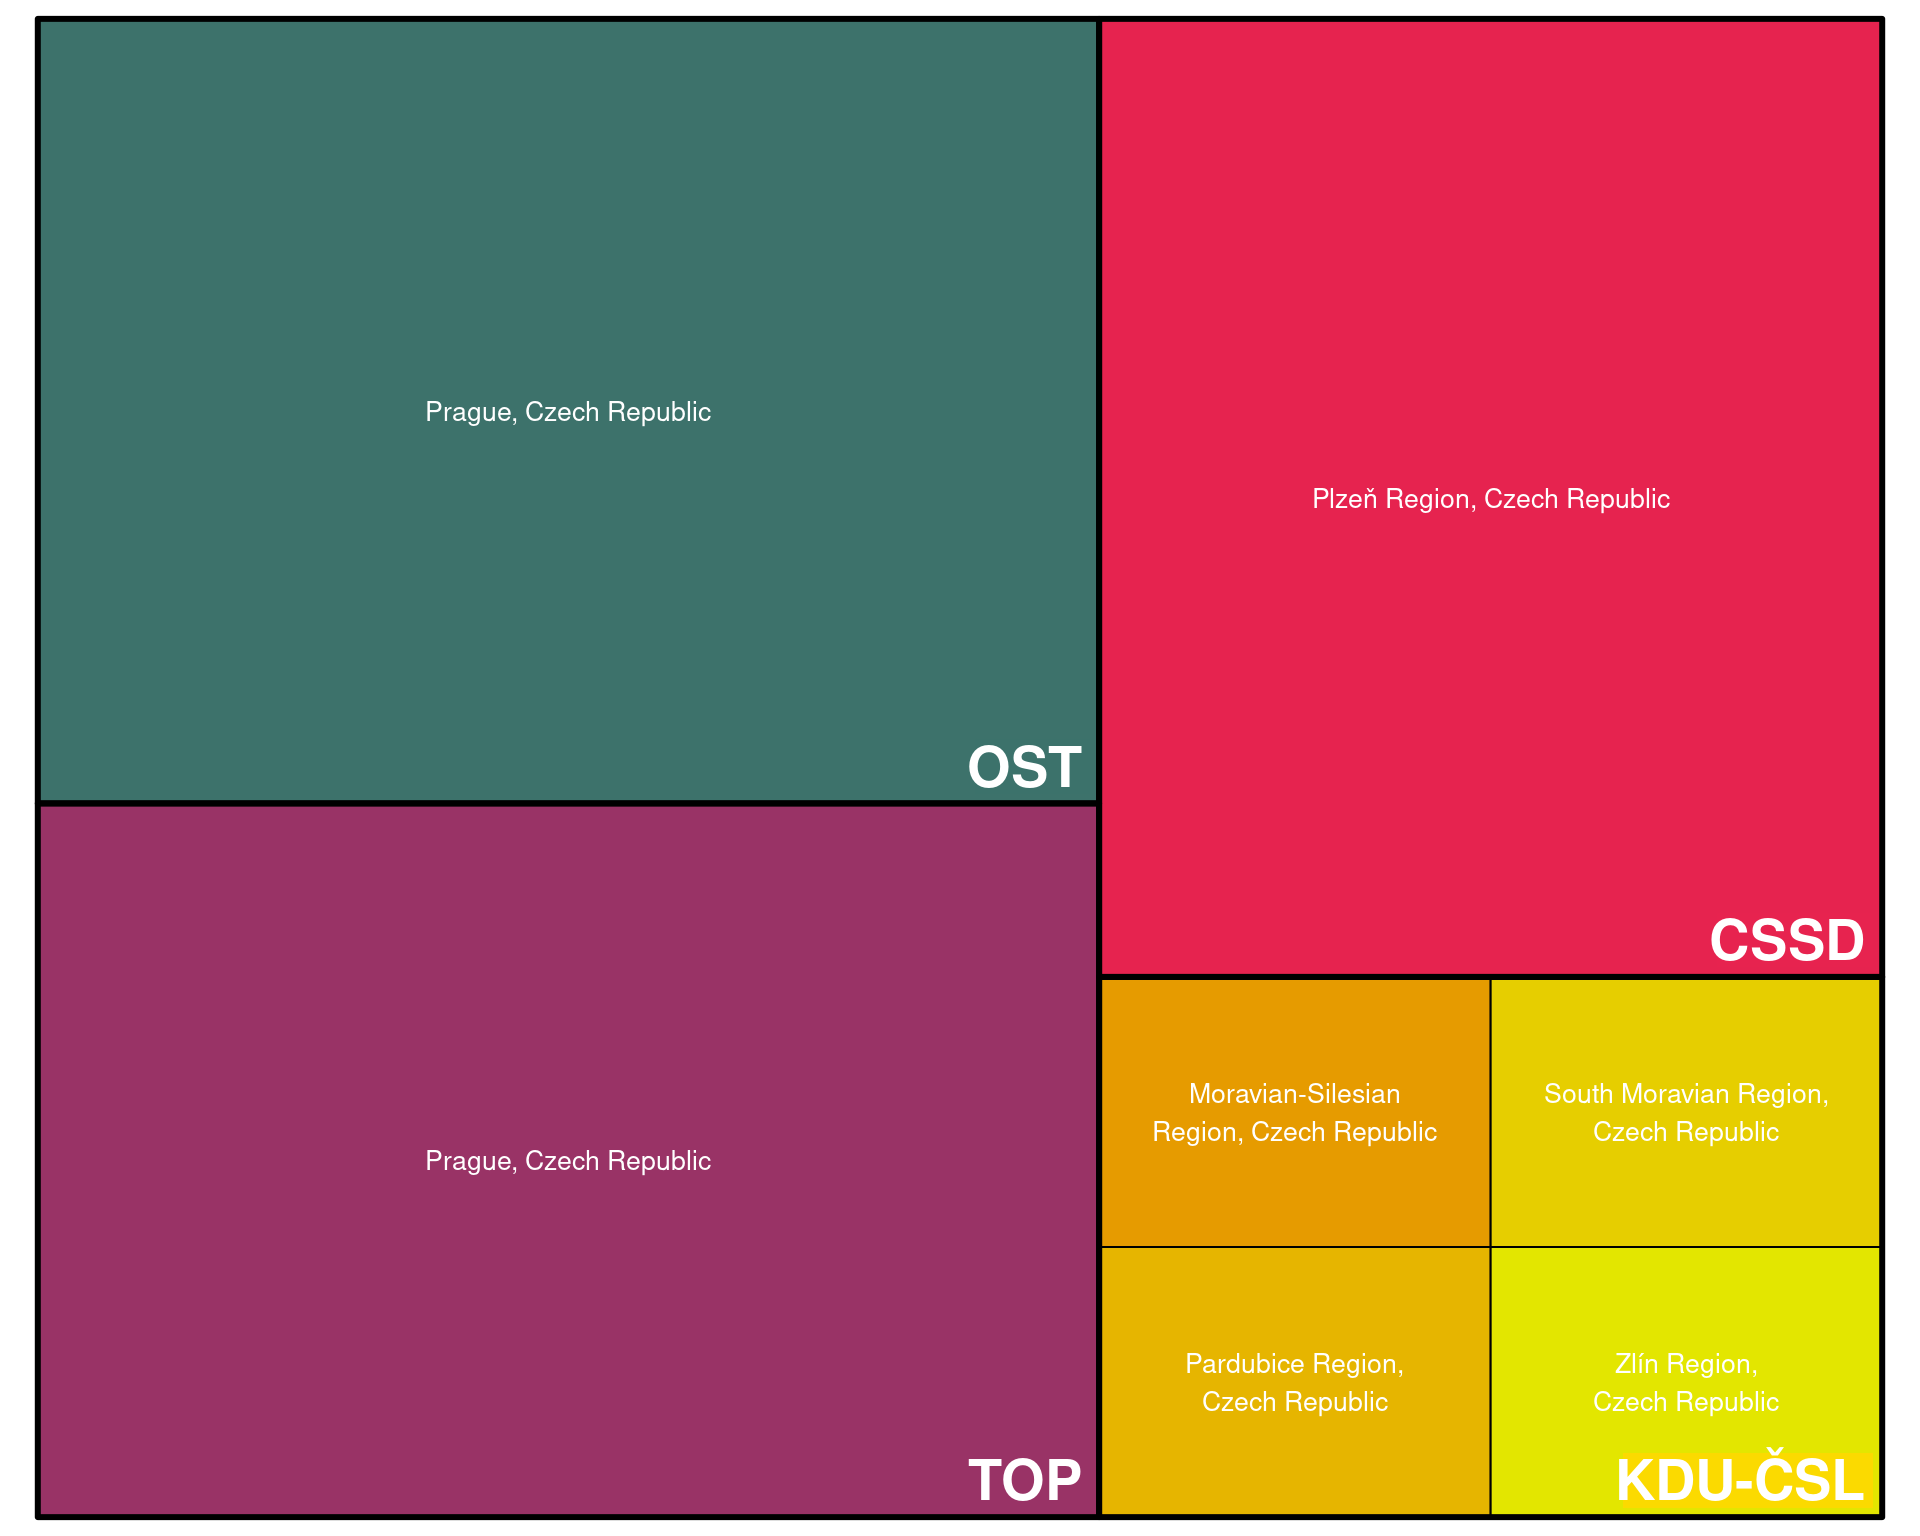 Prague, Czech Republic
OST
Prague, Czech Republic
TOP
Plzeň Region, Czech Republic
CSSD
Moravian-Silesian
Region, Czech Republic
South Moravian Region,
Czech Republic
Pardubice Region,
Czech Republic
Zlín Region,
Czech Republic
KDU-ČSL